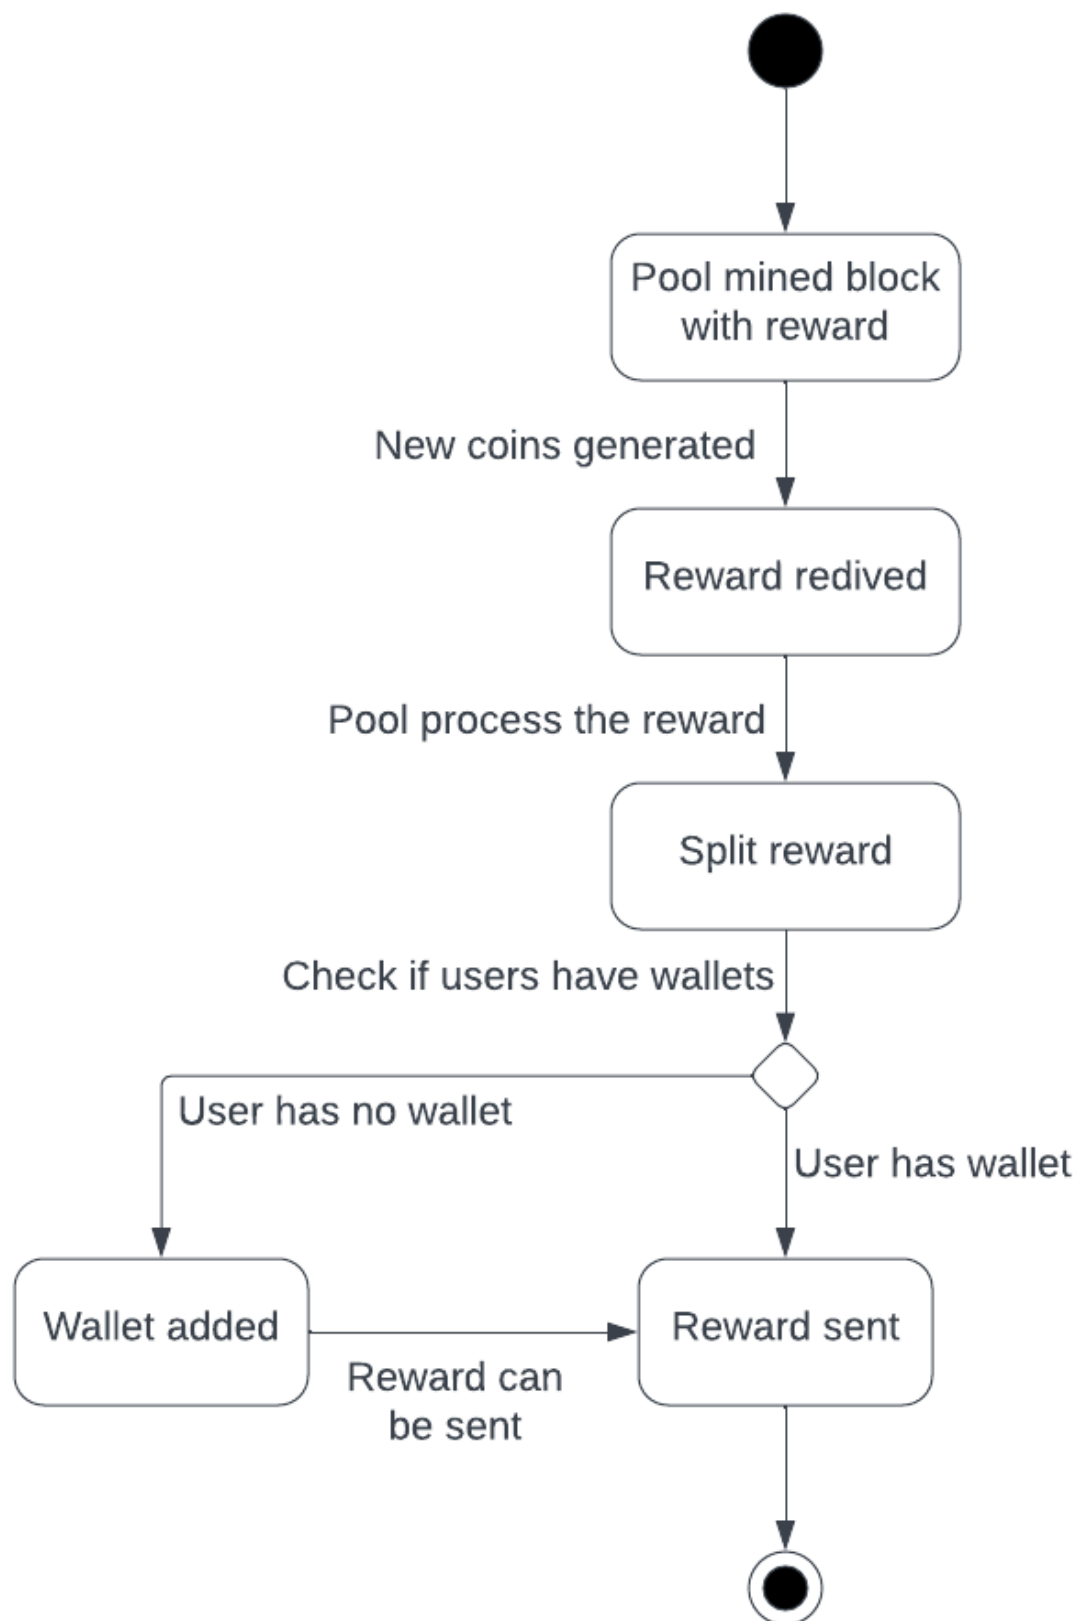 Pool mined block
with reward
New coins generated
Reward redived
Pool process the reward
Split reward
Check if users have wallets
User has no wallet
User has wallet
Wallet added
Reward sent
Reward can
be sent